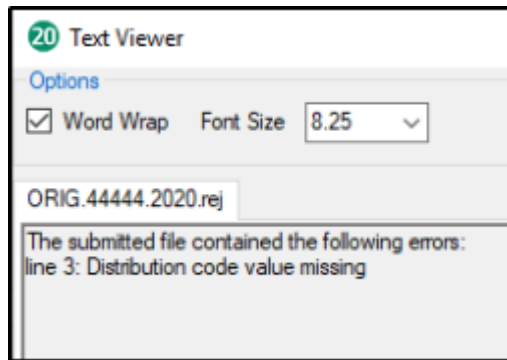 20 Text Viewer
Options
Word Wrap Font Size 8.25
ORIG.44444.2020.rej
The submitted file contained the following errors:
line 3: Distribution code value missing